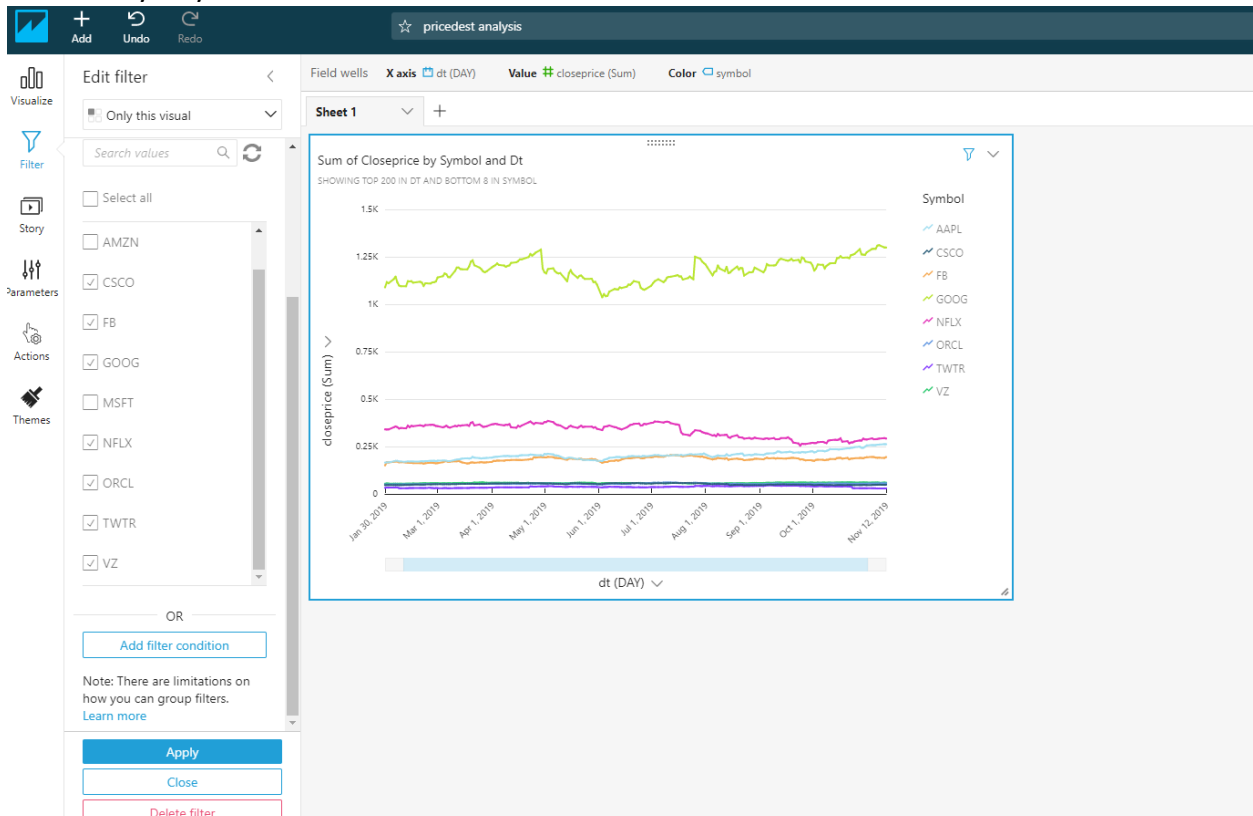 Add Undo Redo
pricedest analysis
Visualize
Filter
Story
Parameters
Actions
Themes
Edit filter
Only this visual
Search values
Select all
AMZN
CSCO
FB
GOOG
MSFT
NFLX
ORCL
TWTR
VZ
OR
Add filter condition
Note: There are limitations on
how you can group filters.
Learn more
Apply
Close
Delete filter
Field wells X axis dt (DAY) Value closeprice (Sum) Color symbol
Sheet 1
Sum of Closeprice by Symbol and Dt
SHOWING TOP 200 IN DT AND BOTTOM 8 IN SYMBOL
1.5K
1.25K
1K
0.75K
0.5K
0.25K
0
closeprice (Sum)
Jan 30, 2019
Mar 1, 2019
Apr 1, 2019
May 1, 2019
Jun 1, 2019
Jul 1, 2019
Aug 1, 2019
Sep 1, 2019
Oct 1, 2019
Nov 12, 2019
dt (DAY)
Symbol
AAPL
CSCO
FB
GOOG
NFLX
ORCL
TWTR
VZ